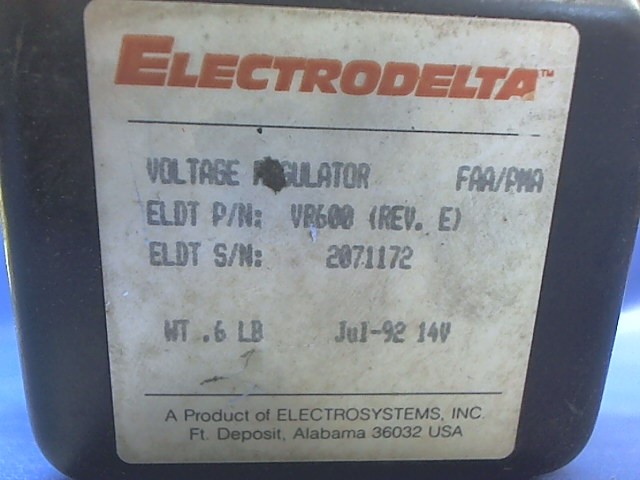 ELECTRODELTA™
VOLTAGE REGULATOR FAA/PMA
ELDT P/N: VR600 (REV. E)
ELDT S/N: 2071172
WT .6 LB Jul-92 14V
A Product of ELECTROSYSTEMS, INC.
Ft. Deposit, Alabama 36032 USA